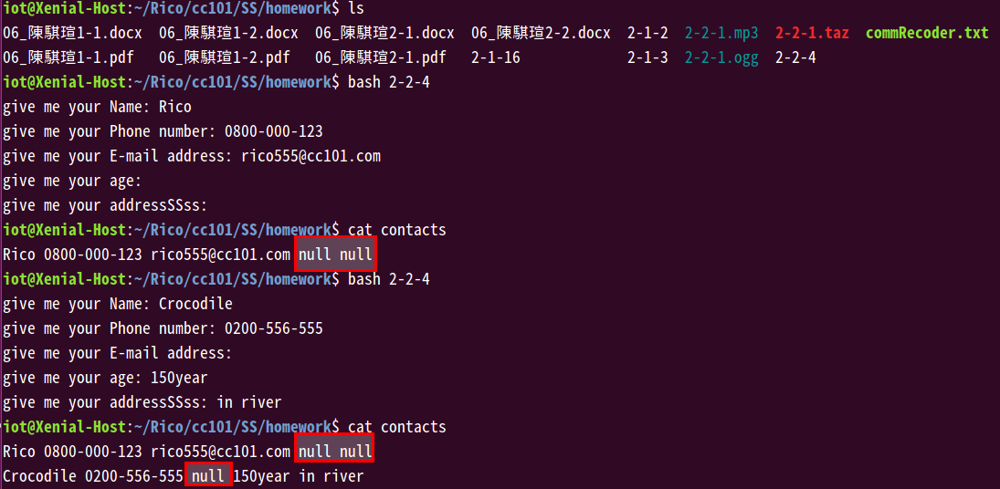 iot@Xenial-Host:~/Rico/cc101/SS/homework$ ls
06_陳騏瑄1-1.docx 06_陳騏瑄1-2.docx 06_陳騏瑄2-1.docx 06_陳騏瑄2-2.docx 2-1-2 2-2-1.mp3 2-2-1.taz commRecoder.txt
06_陳騏瑄1-1.pdf 06_陳騏瑄1-2.pdf 06_陳騏瑄2-1.pdf 2-1-16 2-1-3 2-2-1.ogg 2-2-4
iot@Xenial-Host:~/Rico/cc101/SS/homework$ bash 2-2-4
give me your Name: Rico
give me your Phone number: 0800-000-123
give me your E-mail address: rico555@cc101.com
give me your age:
give me your addressSSss:
iot@Xenial-Host:~/Rico/cc101/SS/homework$ cat contacts
Rico 0800-000-123 rico555@cc101.com null null
iot@Xenial-Host:~/Rico/cc101/SS/homework$ bash 2-2-4
give me your Name: Crocodile
give me your Phone number: 0200-556-555
give me your E-mail address:
give me your age: 150year
give me your addressSSss: in river
iot@Xenial-Host:~/Rico/cc101/SS/homework$ cat contacts
Rico 0800-000-123 rico555@cc101.com null null
Crocodile 0200-556-555 null 150year in river